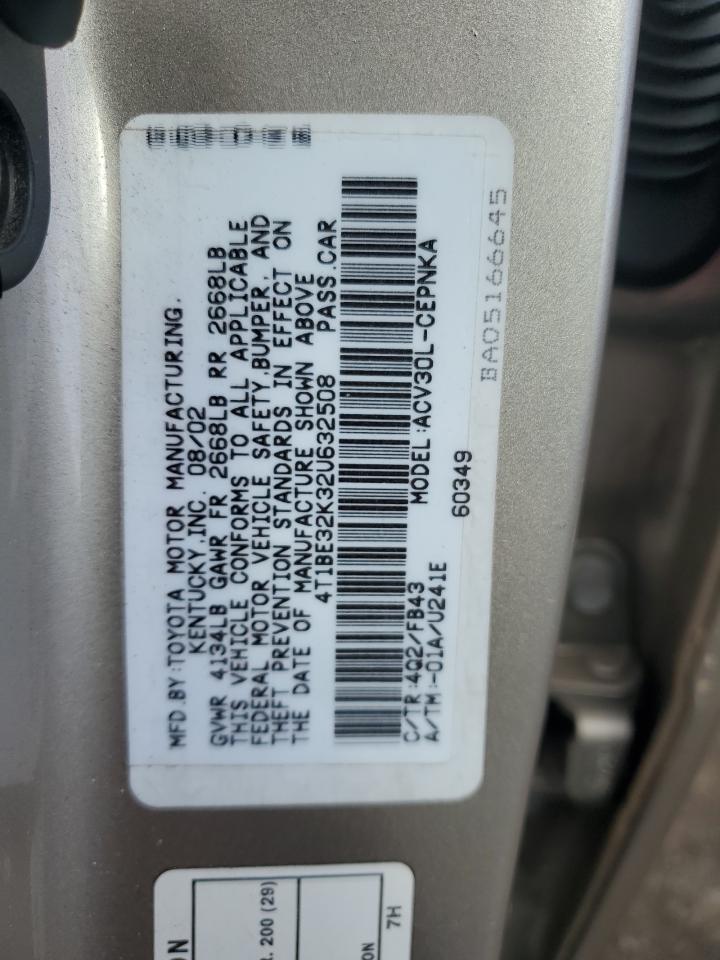 MFD.BY:TOYOTA MOTOR MANUFACTURING.
KENTUCKY,INC. 08/02
GVWR 4134LB GAWR FR 2668LB RR 2668LB
THIS VEHICLE CONFORMS TO ALL APPLICABLE
FEDERAL MOTOR VEHICLE SAFETY,BUMPER, AND
THEFT PREVENTION STANDARDS IN EFFECT ON
THE DATE OF MANUFACTURE SHOWN ABOVE
4T1BE32K32U632508 PASS.CAR
C/TR:4Q2/FB43 MODEL:ACV30L-CEPNKA
A/TM:-01A/U241E
60349
BA05166645
200 (29)
7H